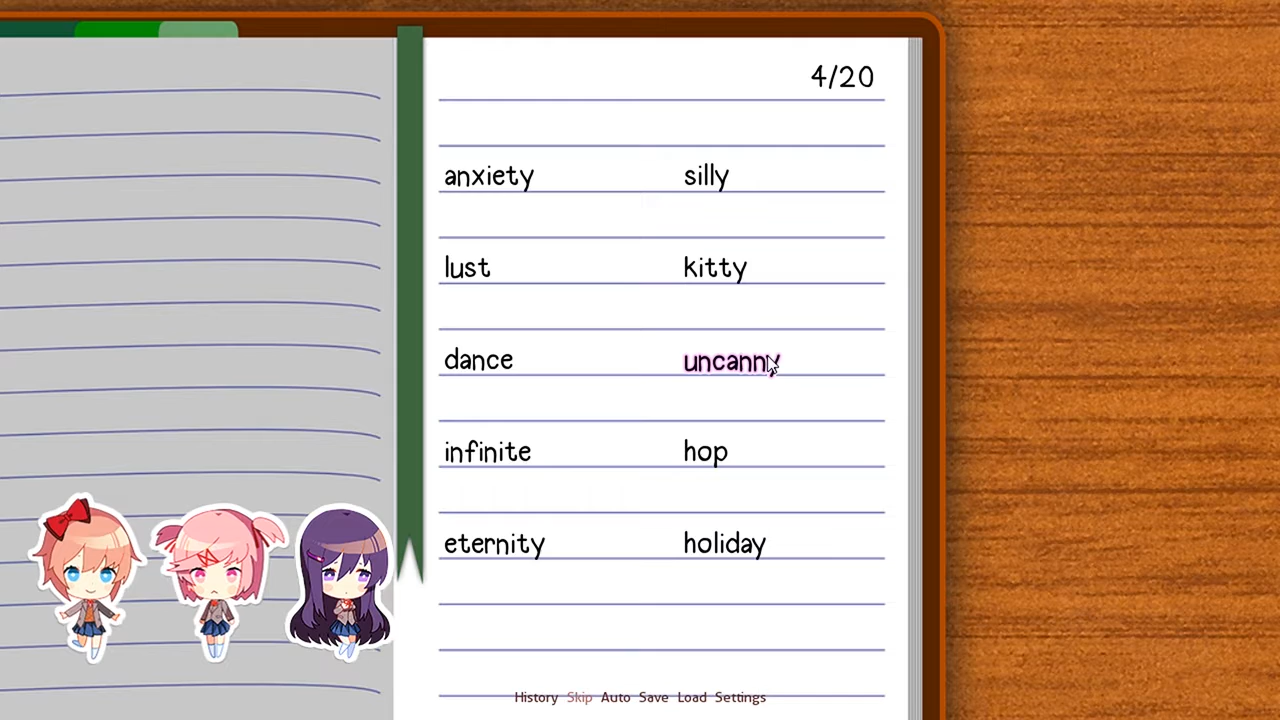 4/20
anxiety silly
lust kitty
dance uncanny
infinite hop
eternity holiday
History Skip Auto Save Load Settings